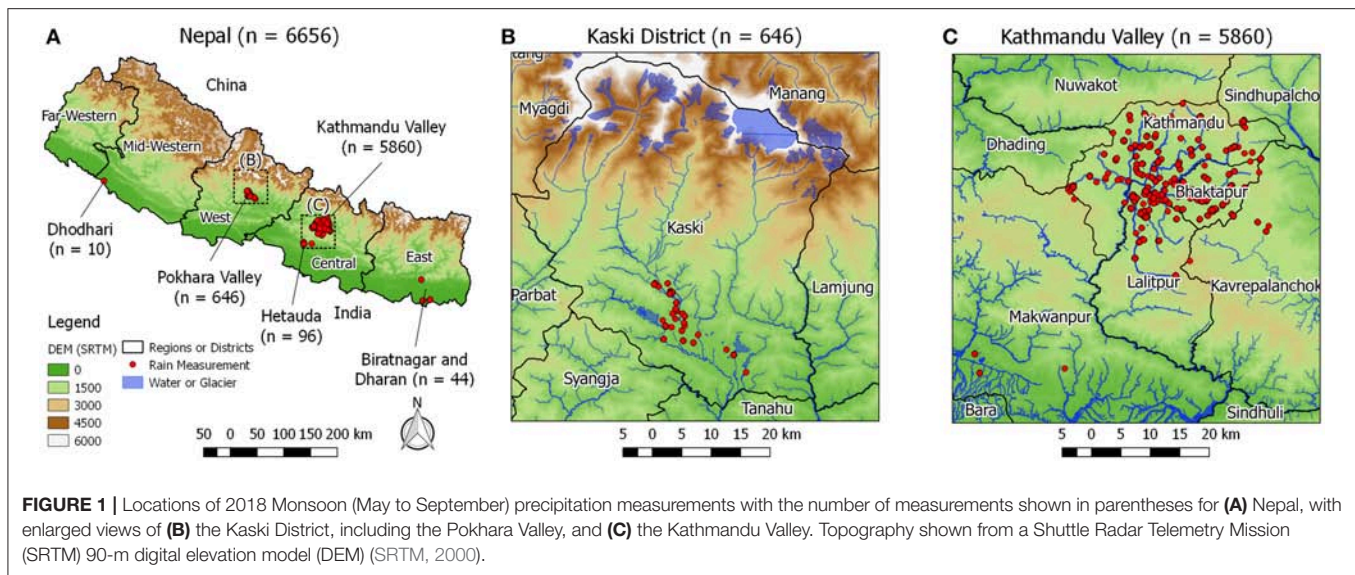 A
Nepal (n = 6656)
China
Far-Western
Mid-Western
Kathmandu Valley
(n = 5860)
(B)
(C)
West
Central
East
Dhodhari
(n = 10)
Pokhara Valley
(n = 646)
Hetauda
(n = 96)
India
Biratnagar and
Dharan (n = 44)
Legend
DEM (SRTM)
0
1500
3000
4500
6000
Regions or Districts
Rain Measurement
Water or Glacier
N
50 0 50 100 150 200 km
B
Kaski District (n = 646)
tang
Manang
Myagdi
Kaski
Lamjung
Parbat
Syangja
Tanahu
5 0 5 10 15 20 km
C
Kathmandu Valley (n = 5860)
Nuwakot
Sindhupalcho
Kathmandu
Dhading
Bhaktapur
Lalitpur
Kavrepalanchok
Makwanpur
Bara
Sindhuli
5 0 5 10 15 20 km
FIGURE 1 | Locations of 2018 Monsoon (May to September) precipitation measurements with the number of measurements shown in parentheses for (A) Nepal, with
enlarged views of (B) the Kaski District, including the Pokhara Valley, and (C) the Kathmandu Valley. Topography shown from a Shuttle Radar Telemetry Mission
(SRTM) 90-m digital elevation model (DEM) (SRTM, 2000).